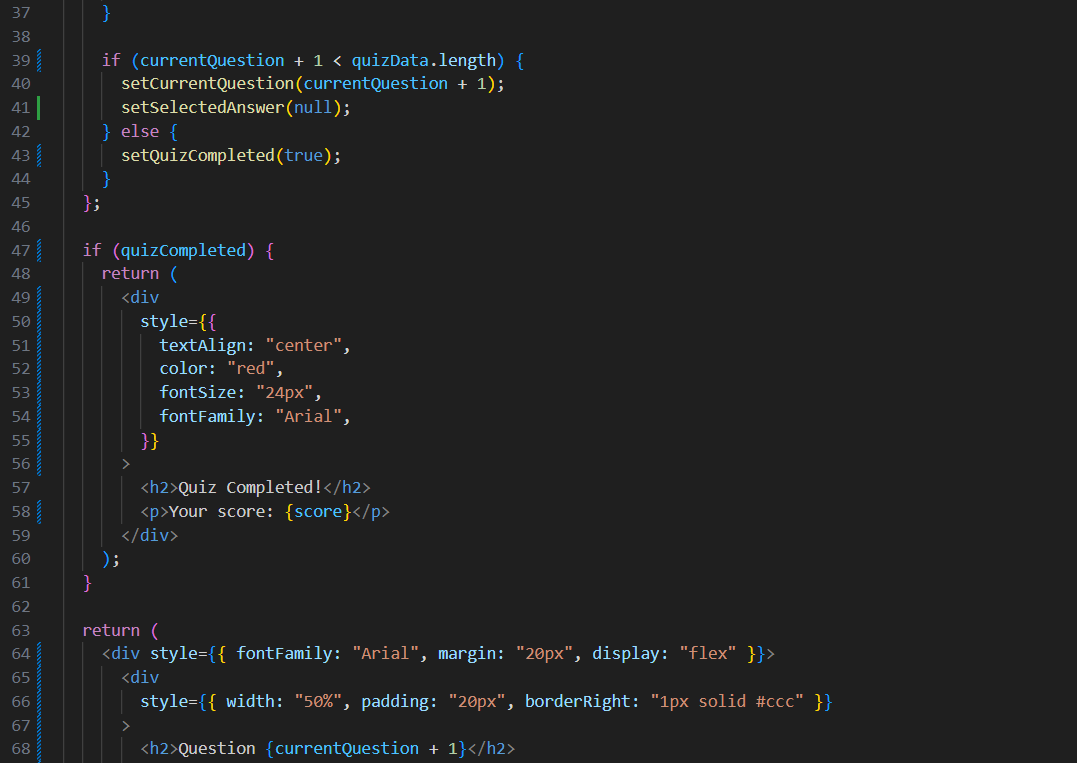 37 }
38
39 if (currentQuestion + 1 < quizData.length) {
40 setCurrentQuestion(currentQuestion + 1);
41 setSelectedAnswer(null);
42 } else {
43 setQuizCompleted(true);
44 }
45 };
46
47 if (quizCompleted) {
48 return (
49 <div
50 style={{
51 textAlign: "center",
52 color: "red",
53 fontSize: "24px",
54 fontFamily: "Arial",
55 }}
56 >
57 <h2>Quiz Completed!</h2>
58 <p>Your score: {score}</p>
59 </div>
60 );
61 }
62
63 return (
64 <div style={{ fontFamily: "Arial", margin: "20px", display: "flex" }}>
65 <div
66 style={{ width: "50%", padding: "20px", borderRight: "1px solid #ccc" }}
67 >
68 <h2>Question {currentQuestion + 1}</h2>